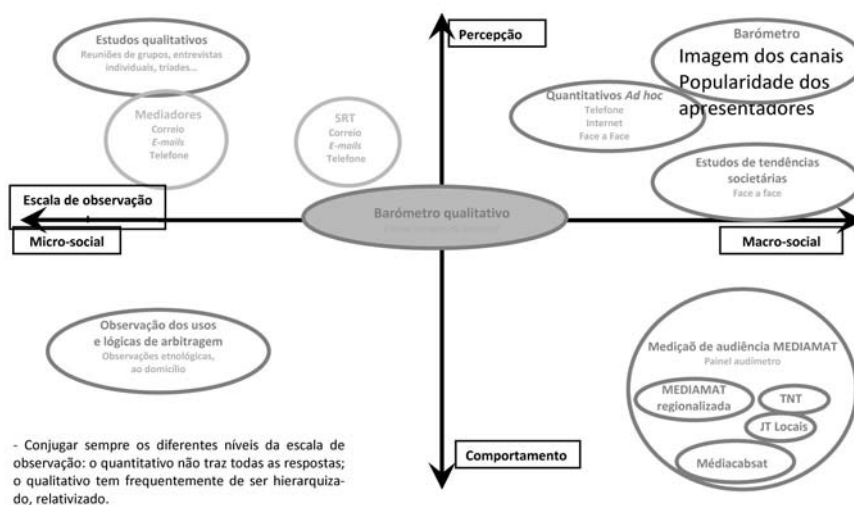 Percepção
Estudos qualitativos
Reuniões de grupos, entrevistas
individuais, tríades...
Mediadores
Correio
E-mails
Telefone
SRT
Correio
E-mails
Telefone
Barómetro
Imagem dos canais
Popularidade dos
apresentadores
Quantitativos Ad hoc
Telefone
Internet
Face a Face
Estudos de tendências
societárias
Face a face
Escala de observação
Micro-social
Barómetro qualitativo
Macro-social
Observação dos usos
e lógicas de arbitragem
Observações etnológicas,
ao domicílio
Mediçaõ de audiência MEDIAMAT
Painel audímetro
MEDIAMAT
regionalizada
TNT
JT Locais
Médiacabsat
Comportamento
- Conjugar sempre os diferentes níveis da escala de
observação: o quantitativo não traz todas as respostas;
o qualitativo tem frequentemente de ser hierarquiza-
do, relativizado.